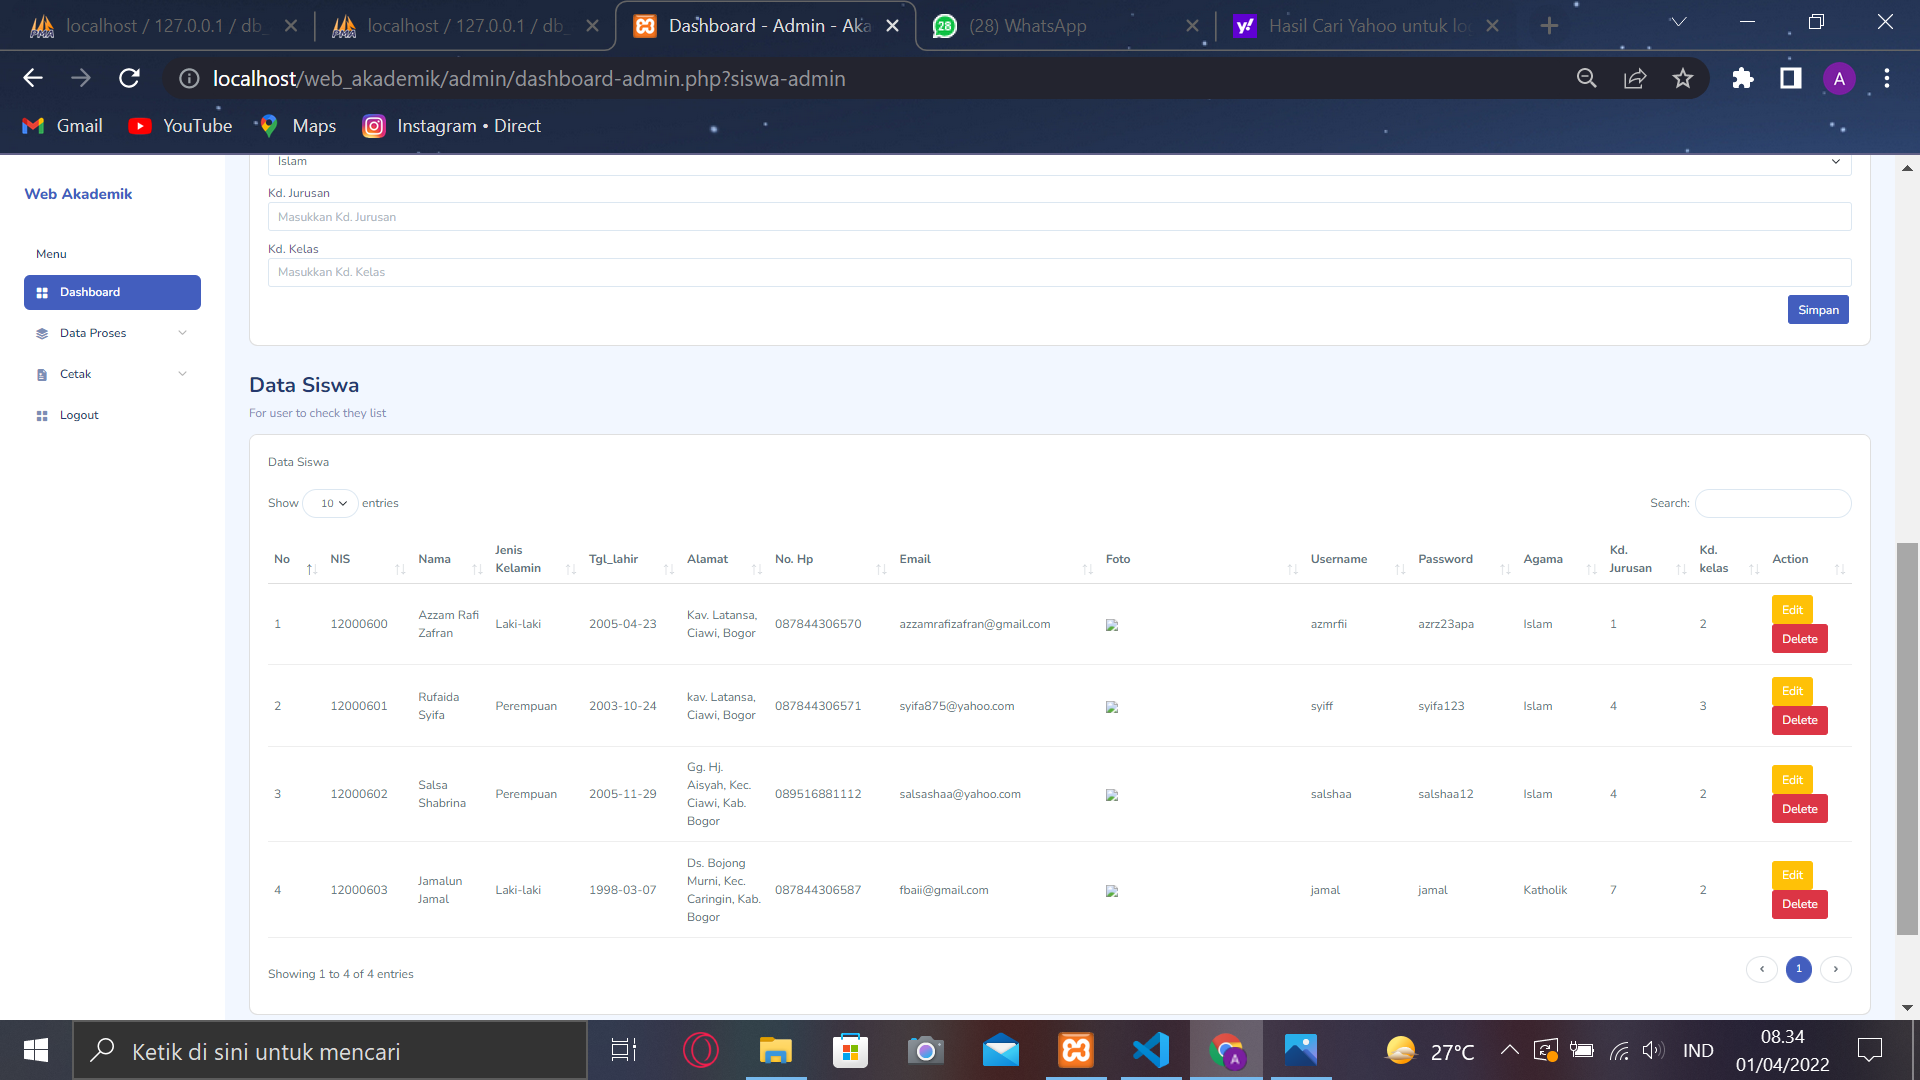 localhost / 127.0.0.1 / db_
localhost / 127.0.0.1 / db_
Dashboard - Admin - Aka
28
(28) WhatsApp
y!
Hasil Cari Yahoo untuk lo
localhost/web_akademik/admin/dashboard-admin.php?siswa-admin
A
Gmail
YouTube
Maps
Instagram • Direct
Web Akademik
Menu
Dashboard
Data Proses
Cetak
Logout
Islam
Kd. Jurusan
Masukkan Kd. Jurusan
Kd. Kelas
Masukkan Kd. Kelas
Simpan
Data Siswa
For user to check they list
Data Siswa
Show 10 entries
Search:
No NIS Nama Jenis Kelamin Tgl_lahir Alamat No. Hp Email Foto Username Password Agama Kd. Jurusan Kd. kelas Action
1 12000600 Azzam Rafi Zafran Laki-laki 2005-04-23 Kav. Latansa, Ciawi, Bogor 087844306570 azzamrafizafran@gmail.com azmrfii azrz23apa Islam 1 2 Edit Delete
2 12000601 Rufaida Syifa Perempuan 2003-10-24 kav. Latansa, Ciawi, Bogor 087844306571 syifa875@yahoo.com syiff syifa123 Islam 4 3 Edit Delete
3 12000602 Salsa Shabrina Perempuan 2005-11-29 Gg. Hj. Aisyah, Kec. Ciawi, Kab. Bogor 089516881112 salsashaa@yahoo.com salshaa salshaa12 Islam 4 2 Edit Delete
4 12000603 Jamalun Jamal Laki-laki 1998-03-07 Ds. Bojong Murni, Kec. Caringin, Kab. Bogor 087844306587 fbaii@gmail.com jamal jamal Katholik 7 2 Edit Delete
Showing 1 to 4 of 4 entries
‹ 1 ›
Ketik di sini untuk mencari
A
27°C
IND
08.34
01/04/2022